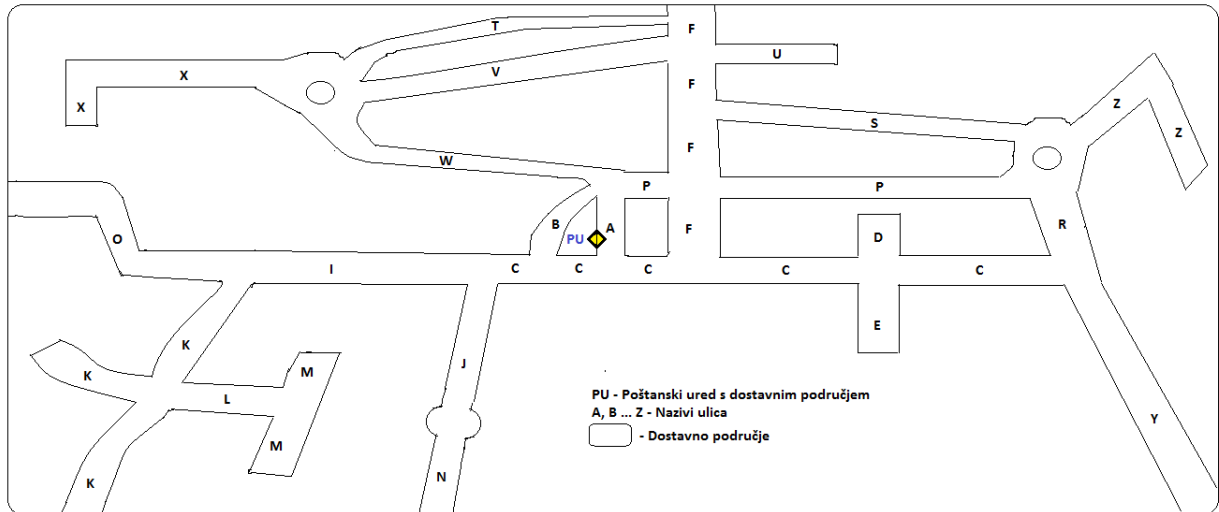 T
F
U
X
V
F
X
S
Z
Z
F
W
P
P
B
A
F
D
R
O
PU
I
C
C
C
C
C
E
K
J
K
L
M
M
K
N
Y
PU - Poštanski ured s dostavnim područjem
A, B ... Z - Nazivi ulica
- Dostavno područje